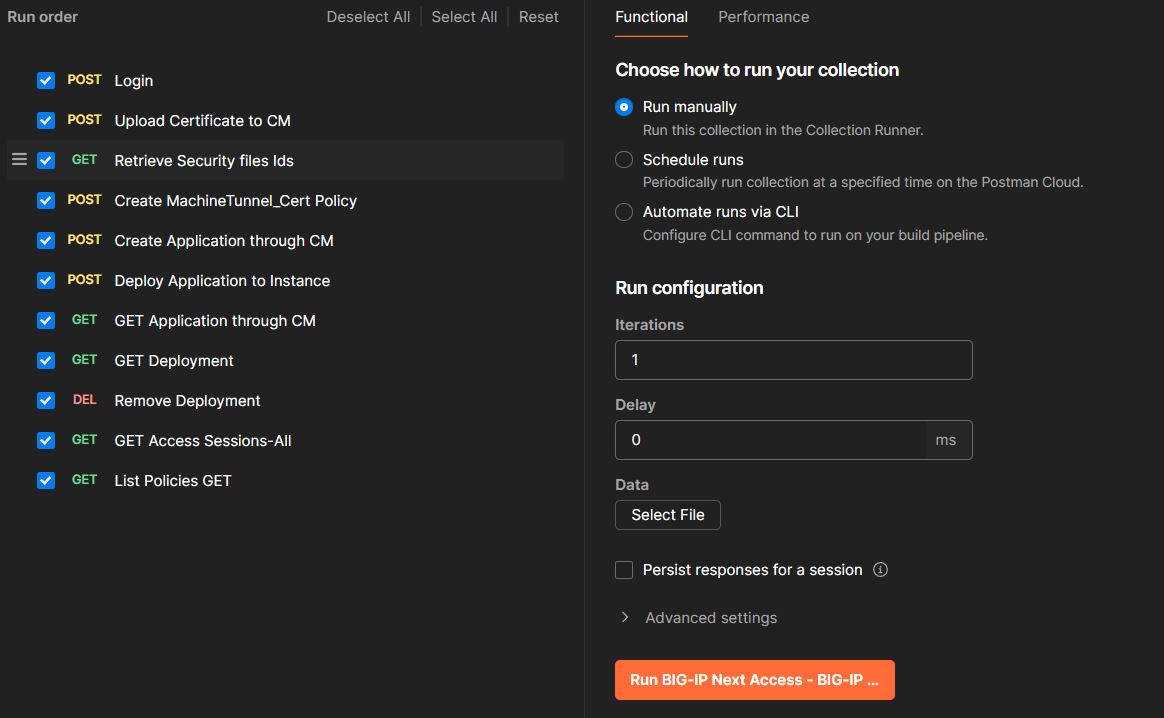 Run order
Deselect All
Select All
Reset
POST Login
POST Upload Certificate to CM
GET Retrieve Security files Ids
POST Create MachineTunnel_Cert Policy
POST Create Application through CM
POST Deploy Application to Instance
GET GET Application through CM
GET GET Deployment
DEL Remove Deployment
GET GET Access Sessions-All
GET List Policies GET
Functional
Performance
Choose how to run your collection
Run manually
Run this collection in the Collection Runner.
Schedule runs
Periodically run collection at a specified time on the Postman Cloud.
Automate runs via CLI
Configure CLI command to run on your build pipeline.
Run configuration
Iterations
1
Delay
0 ms
Data
Select File
Persist responses for a session
Advanced settings
Run BIG-IP Next Access - BIG-IP ...